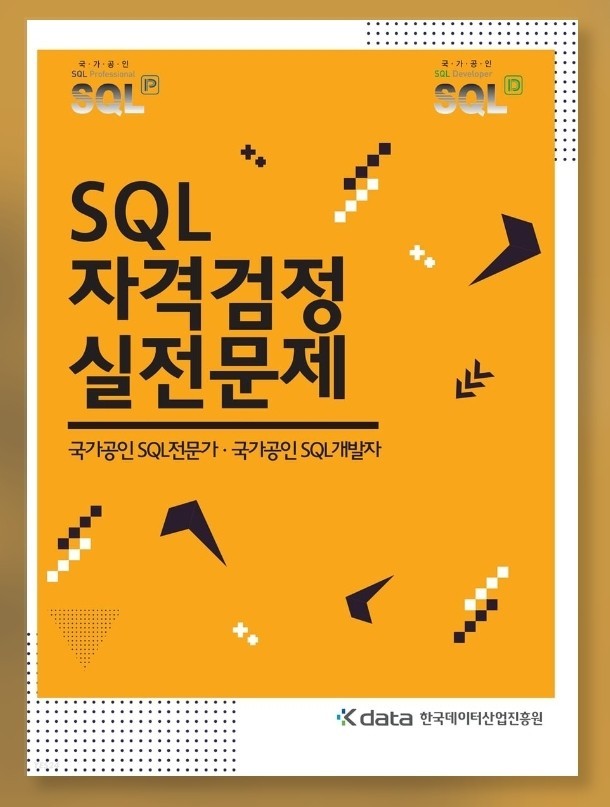 국·가·공·인
SQL Professional
SQL P
국·가·공·인
SQL Developer
SQL D
SQL
자격검정
실전문제
국가공인 SQL전문가 · 국가공인 SQL개발자
Kdata 한국데이터산업진흥원